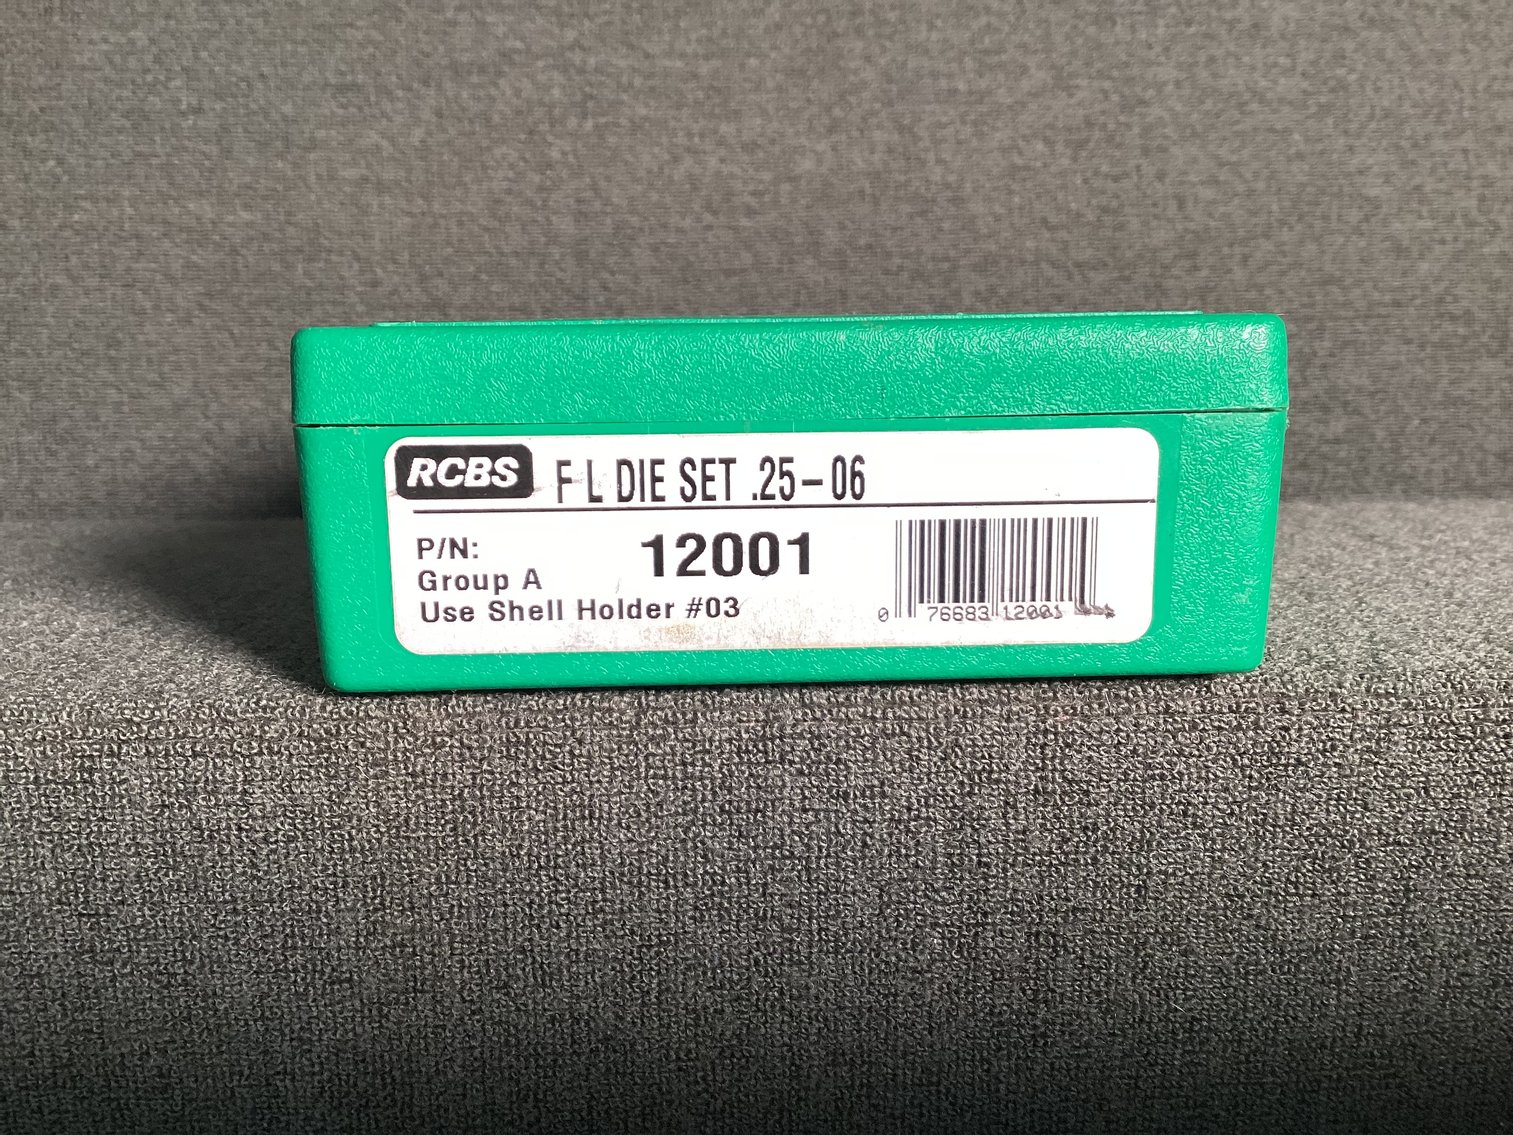 RCBS F L DIE SET .25-06
P/N: 12001
Group A
Use Shell Holder #03
0 76683 12001